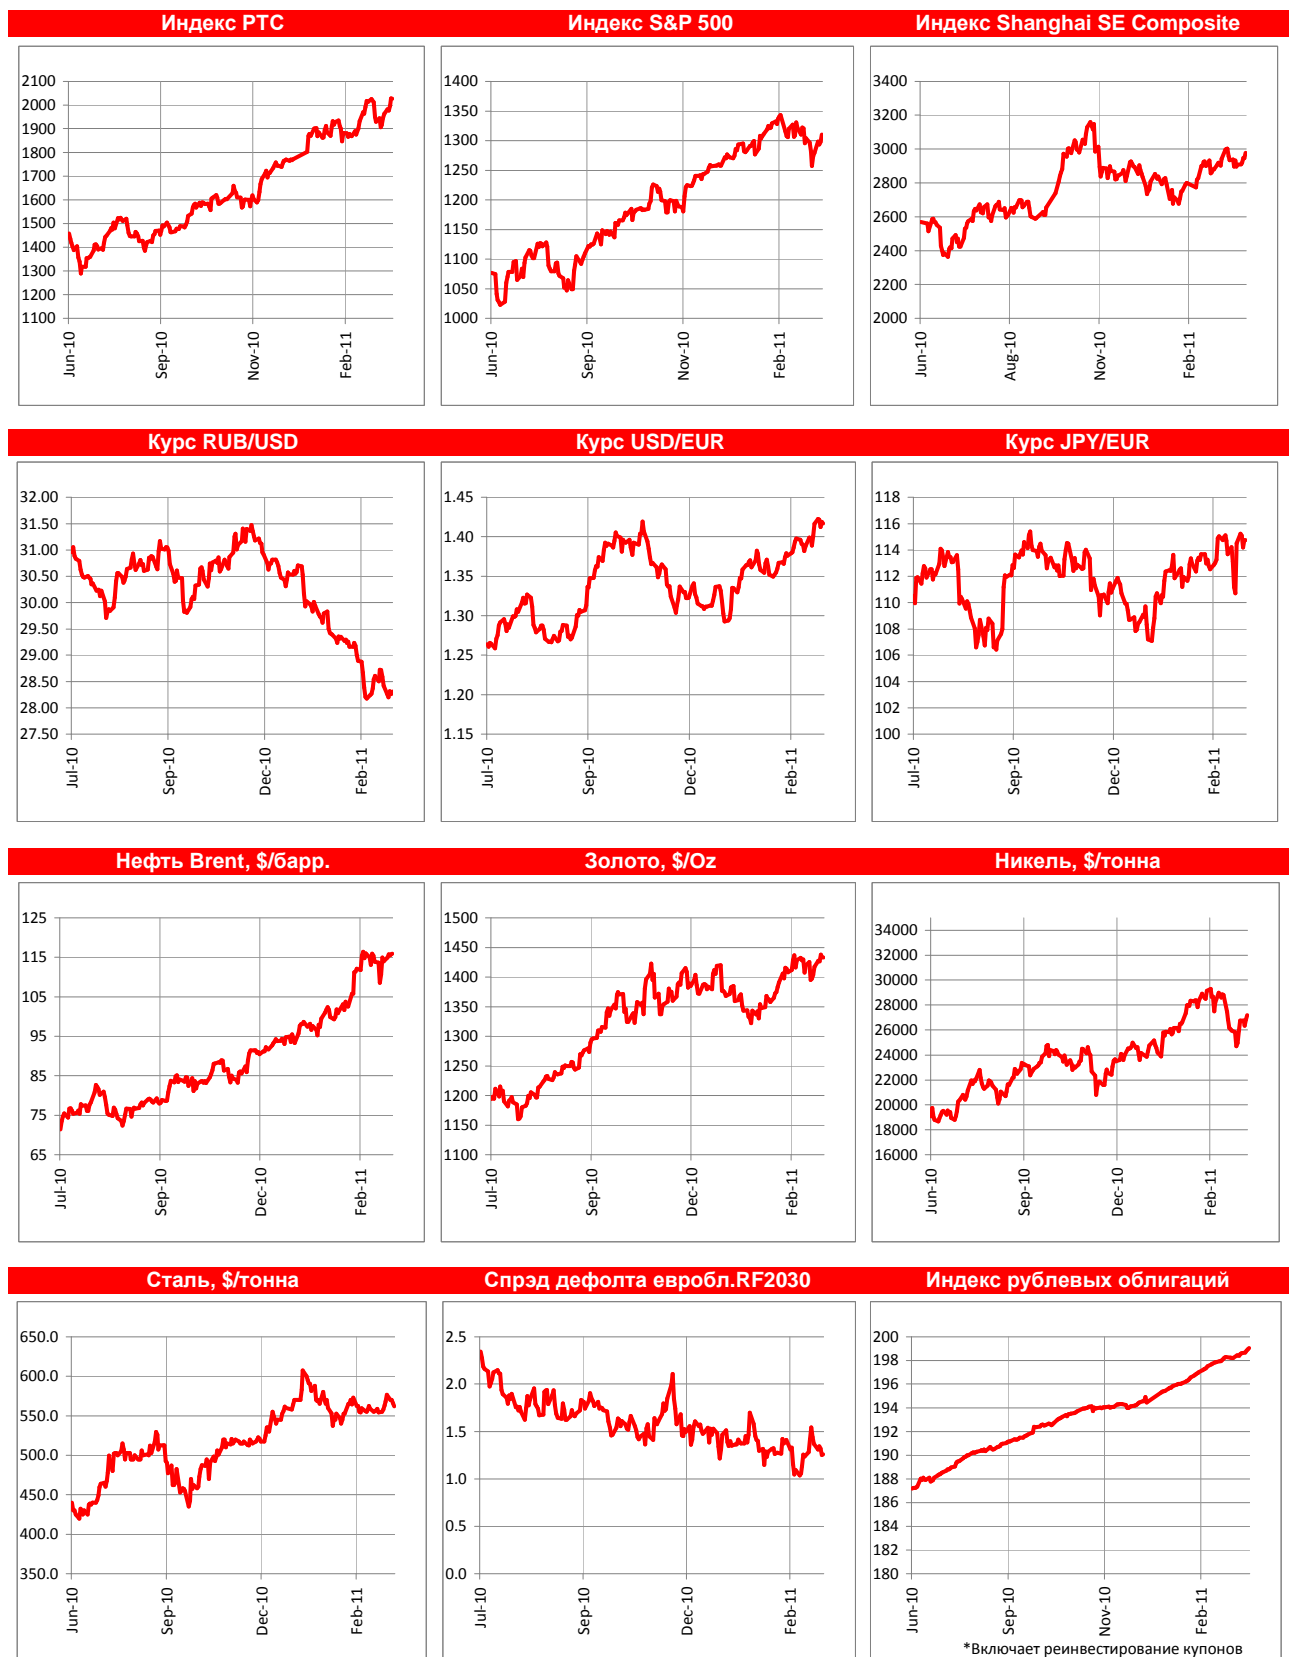 Индекс РТС
Индекс S&P 500
Индекс Shanghai SE Composite
2100
2000
1900
1800
1700
1600
1500
1400
1300
1200
1100
Jun-10
Sep-10
Nov-10
Feb-11
1400
1350
1300
1250
1200
1150
1100
1050
1000
Jun-10
Sep-10
Nov-10
Feb-11
3400
3200
3000
2800
2600
2400
2200
2000
Jun-10
Aug-10
Nov-10
Feb-11
Курс RUB/USD
Курс USD/EUR
Курс JPY/EUR
32.00
31.50
31.00
30.50
30.00
29.50
29.00
28.50
28.00
27.50
Jul-10
Sep-10
Dec-10
Feb-11
1.45
1.40
1.35
1.30
1.25
1.20
1.15
Jul-10
Sep-10
Dec-10
Feb-11
118
116
114
112
110
108
106
104
102
100
Jul-10
Sep-10
Dec-10
Feb-11
Нефть Brent, $/барр.
Золото, $/Oz
Никель, $/тонна
125
115
105
95
85
75
65
Jul-10
Sep-10
Dec-10
Feb-11
1500
1450
1400
1350
1300
1250
1200
1150
1100
Jul-10
Sep-10
Dec-10
Feb-11
34000
32000
30000
28000
26000
24000
22000
20000
18000
16000
Jun-10
Sep-10
Dec-10
Feb-11
Сталь, $/тонна
Спрэд дефолта евробл.RF2030
Индекс рублевых облигаций
650.0
600.0
550.0
500.0
450.0
400.0
350.0
Jun-10
Sep-10
Dec-10
Feb-11
2.5
2.0
1.5
1.0
0.5
0.0
Jul-10
Sep-10
Dec-10
Feb-11
200
198
196
194
192
190
188
186
184
182
180
Jun-10
Sep-10
Nov-10
Feb-11
*Включает реинвестирование купонов